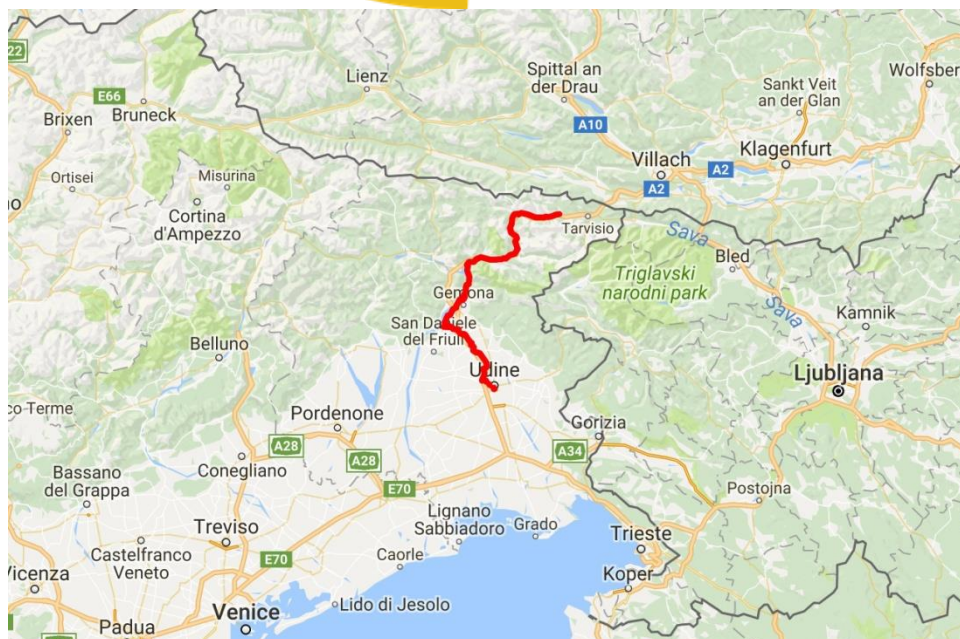 22
Lienz
Spittal an
der Drau
Wolfsberg
E66
Brixen
Bruneck
Sankt Veit
an der Glan
A10
Villach
Klagenfurt
A2
A2
Ortisei
Misurina
Cortina
d'Ampezzo
Tarvisio
Sava
Bled
Triglavski
narodni park
Sava
Kamnik
Gemona
San Daniele
del Friuli
Belluno
Udine
Ljubljana
co Terme
Pordenone
Gorizia
A28
A28
A34
Conegliano
Bassano
del Grappa
E70
Postojna
Treviso
Lignano
Sabbiadoro
Grado
Castelfranco
Veneto
E70
Caorle
Trieste
Vicenza
Koper
Venice
Lido di Jesolo
Padua